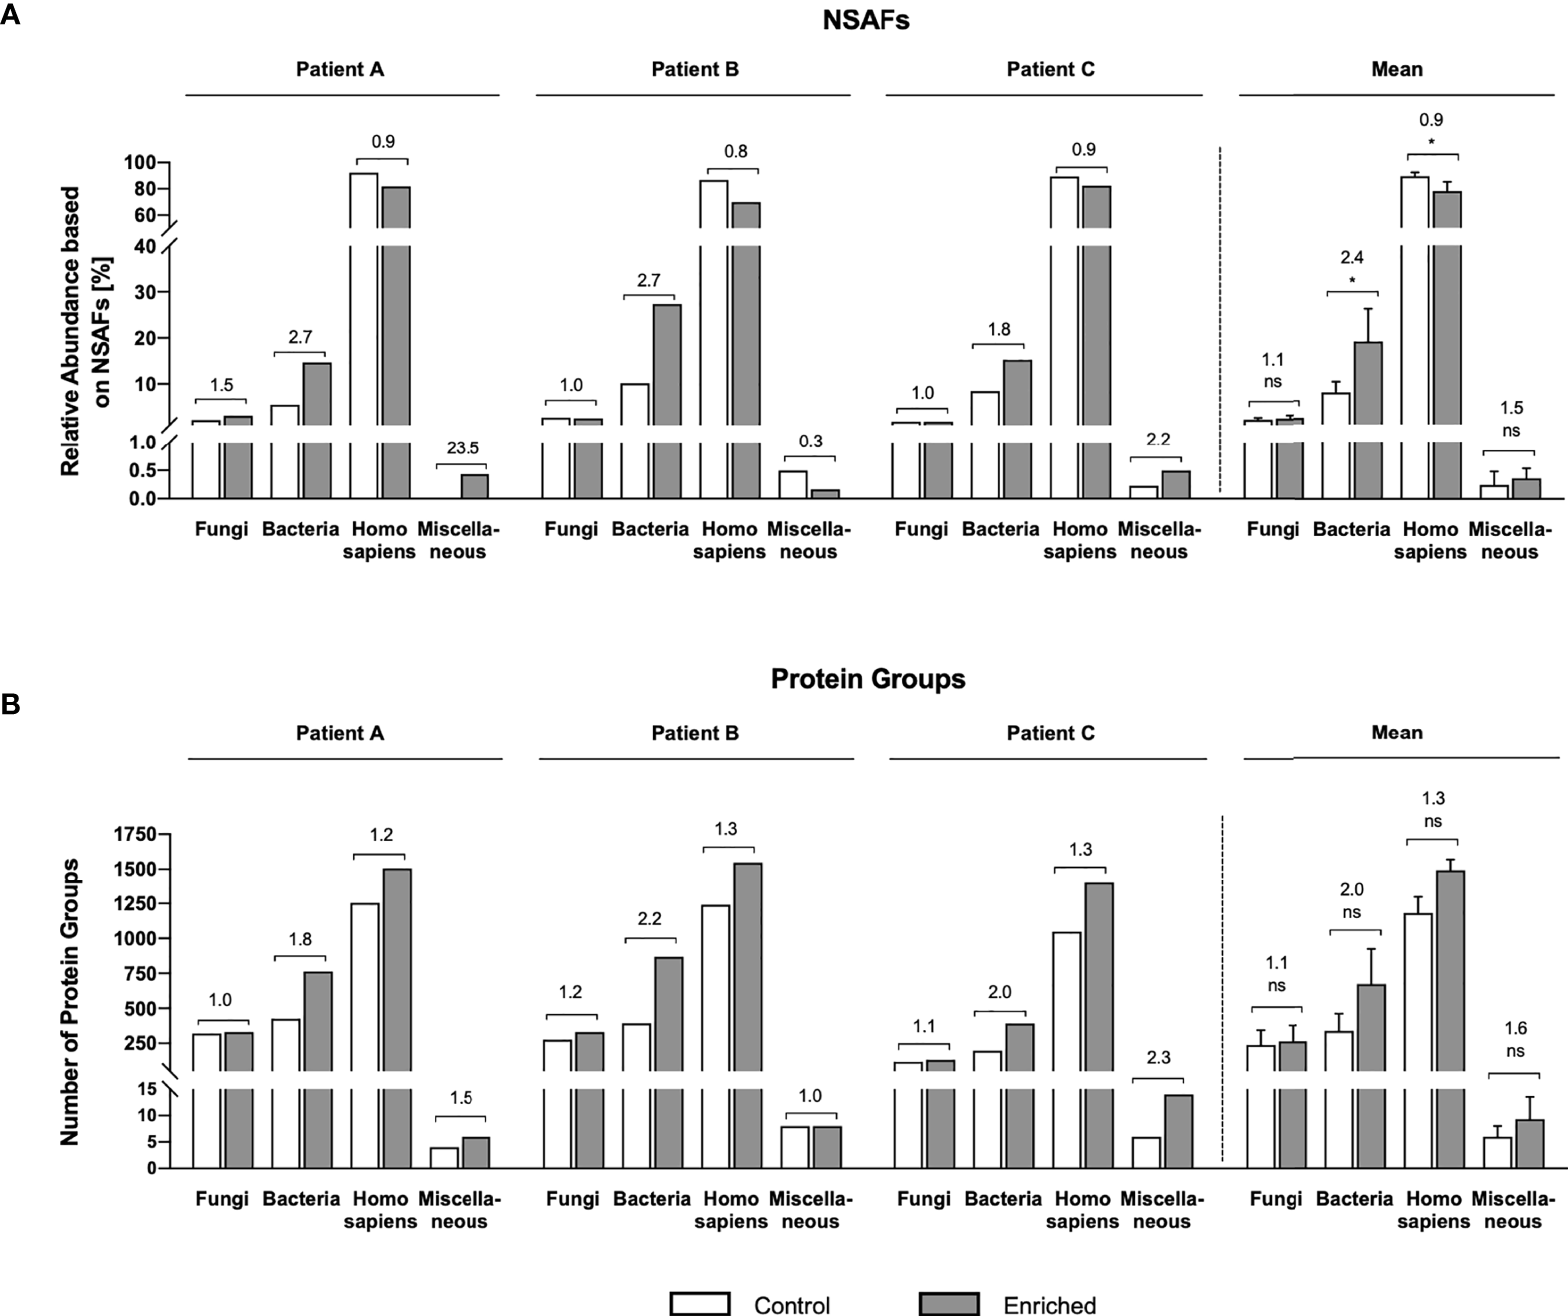 A
NSAFs
Patient A
Patient B
Patient C
Mean
Relative Abundance based
on NSAFs [%]
100
80
60
40
30
20
10
1.0
0.5
0.0
1.5
2.7
0.9
23.5
1.0
2.7
0.8
0.3
1.0
1.8
0.9
2.2
1.1
ns
2.4
*
0.9
*
1.5
ns
Fungi Bacteria Homo sapiens Miscella-neous
Fungi Bacteria Homo sapiens Miscella-neous
Fungi Bacteria Homo sapiens Miscella-neous
Fungi Bacteria Homo sapiens Miscella-neous
B
Protein Groups
Patient A
Patient B
Patient C
Mean
Number of Protein Groups
1750
1500
1250
1000
750
500
250
15
10
5
0
1.0
1.8
1.2
1.5
1.2
2.2
1.3
1.0
1.1
2.0
1.3
2.3
1.1
ns
2.0
ns
1.3
ns
1.6
ns
Fungi Bacteria Homo sapiens Miscella-neous
Fungi Bacteria Homo sapiens Miscella-neous
Fungi Bacteria Homo sapiens Miscella-neous
Fungi Bacteria Homo sapiens Miscella-neous
Control
Enriched